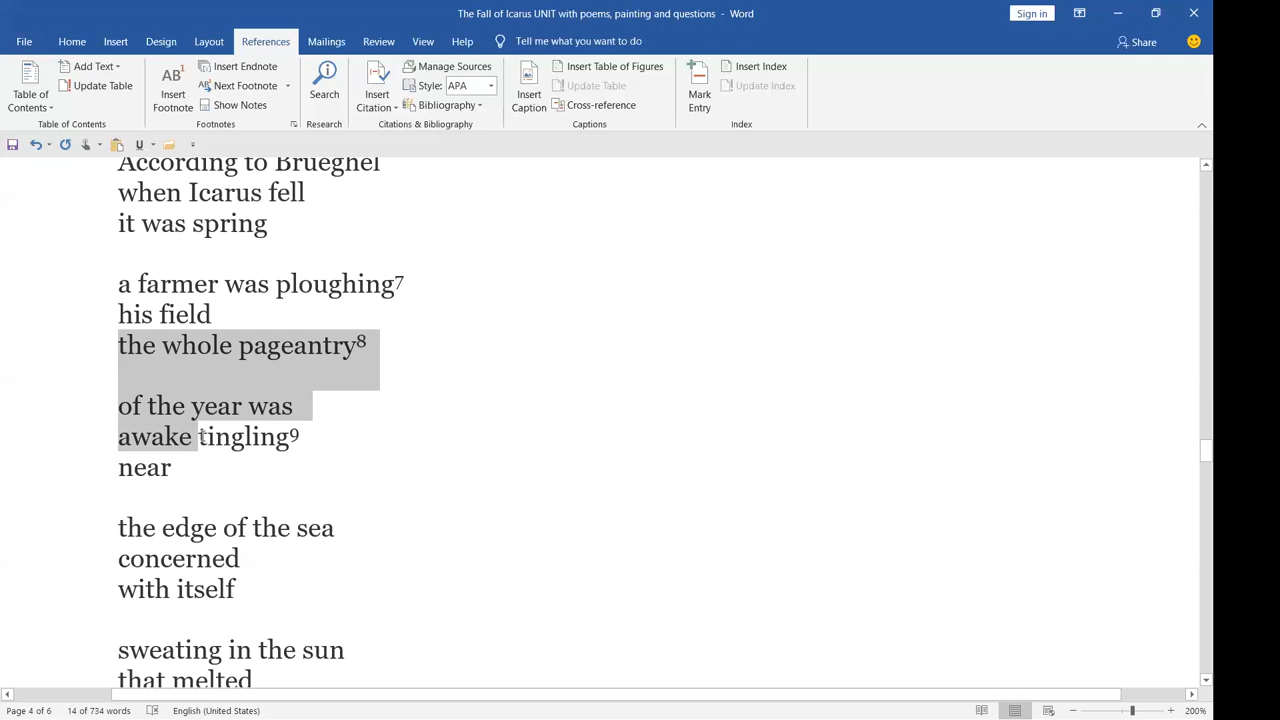 The Fall of Icarus UNIT with poems, painting and questions - Word
Sign in
File Home Insert Design Layout References Mailings Review View Help Tell me what you want to do
Share
Table of Contents
Add Text
Update Table
Table of Contents
AB1
Insert Footnote
Insert Endnote
Next Footnote
Show Notes
Footnotes
Search
Research
Insert Citation
Manage Sources
Style: APA
Bibliography
Citations & Bibliography
Insert Caption
Insert Table of Figures
Update Table
Cross-reference
Captions
Mark Entry
Insert Index
Update Index
Index
According to Brueghel
when Icarus fell
it was spring
a farmer was ploughing7
his field
the whole pageantry8
of the year was
awake tingling9
near
the edge of the sea
concerned
with itself
sweating in the sun
that melted
Page 4 of 6 14 of 734 words English (United States) 200%